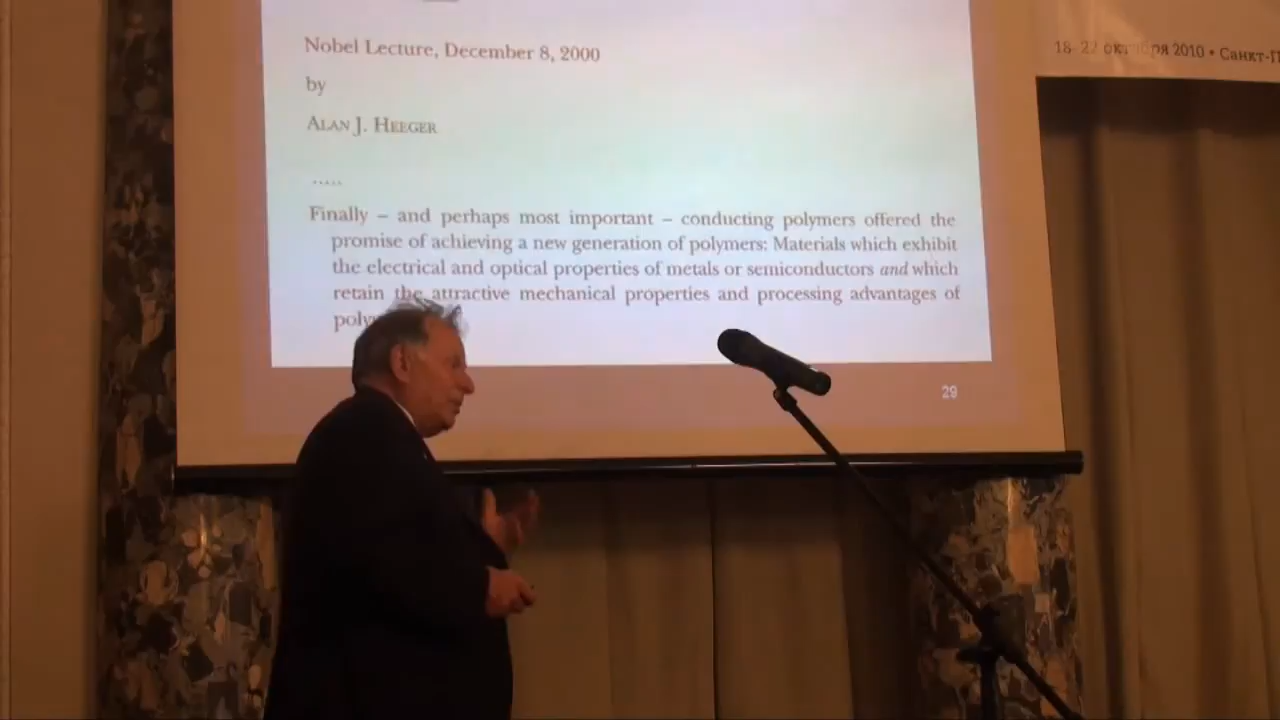 Nobel Lecture, December 8, 2000
by
ALAN J. HEEGER
.....
Finally – and perhaps most important – conducting polymers offered the
promise of achieving a new generation of polymers: Materials which exhibit
the electrical and optical properties of metals or semiconductors and which
retain the attractive mechanical properties and processing advantages of
29
18-22 октября 2010 •